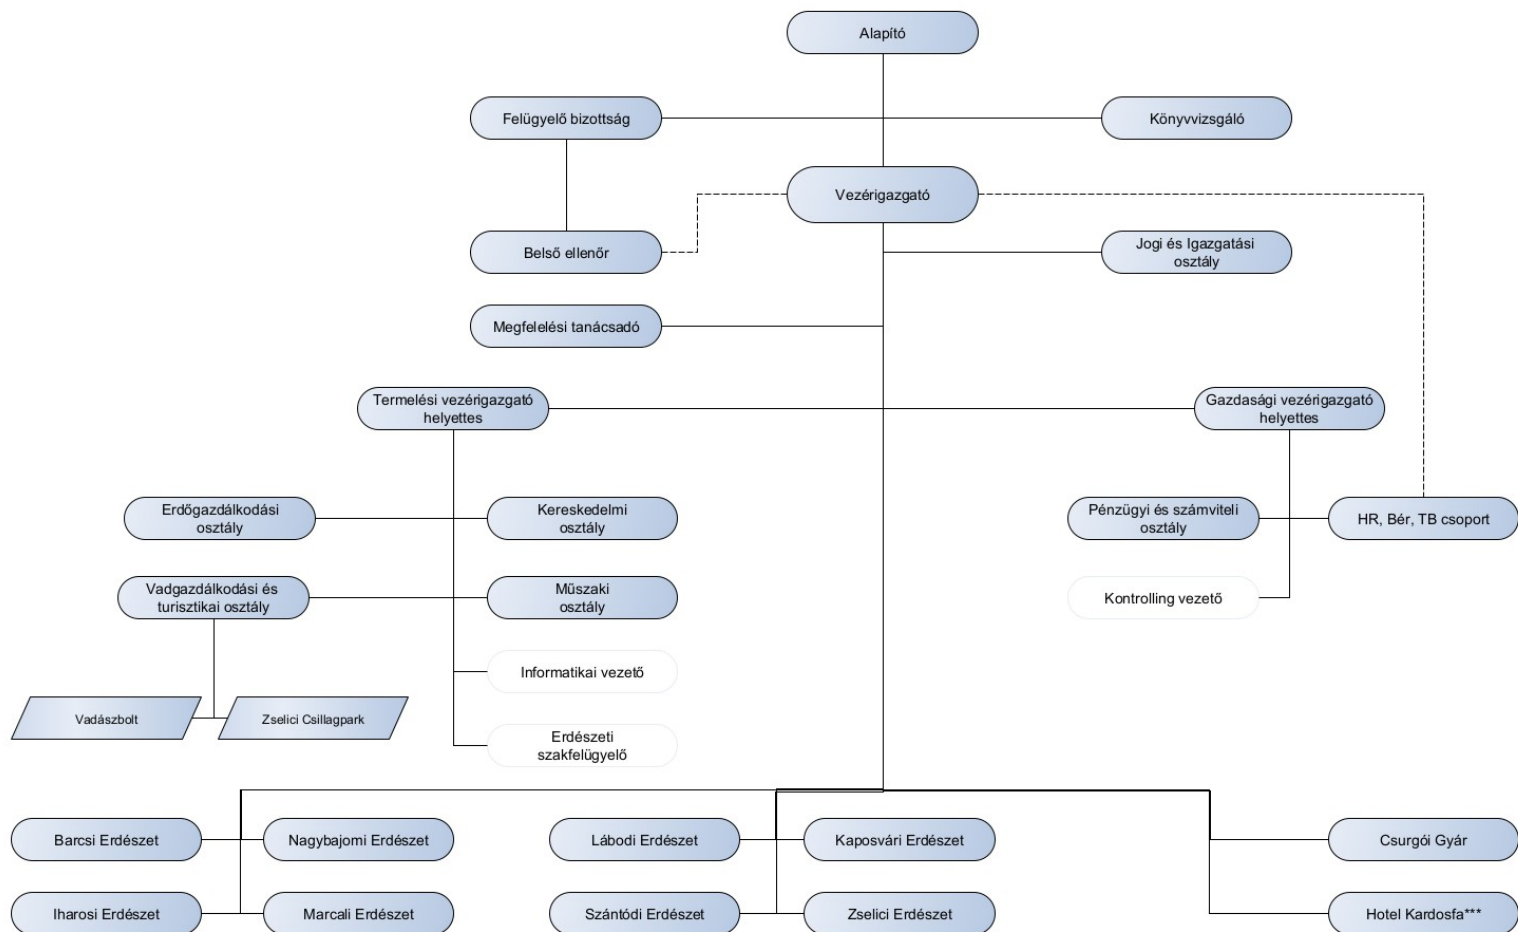 Alapító
Felügyelő bizottság
Könyvvizsgáló
Vezérigazgató
Belső ellenőr
Jogi és Igazgatási
osztály
Megfelelési tanácsadó
Termelési vezérigazgató
helyettes
Gazdasági vezérigazgató
helyettes
Erdőgazdálkodási
osztály
Kereskedelmi
osztály
Pénzügyi és számviteli
osztály
HR, Bér, TB csoport
Vadgazdálkodási és
turisztikai osztály
Műszaki
osztály
Kontrolling vezető
Informatikai vezető
Vadászbolt
Zselici Csillagpark
Erdészeti
szakfelügyelő
Barcsi Erdészet
Nagybajomi Erdészet
Lábodi Erdészet
Kaposvári Erdészet
Csurgói Gyár
Iharosi Erdészet
Marcali Erdészet
Szántódi Erdészet
Zselici Erdészet
Hotel Kardosfa***